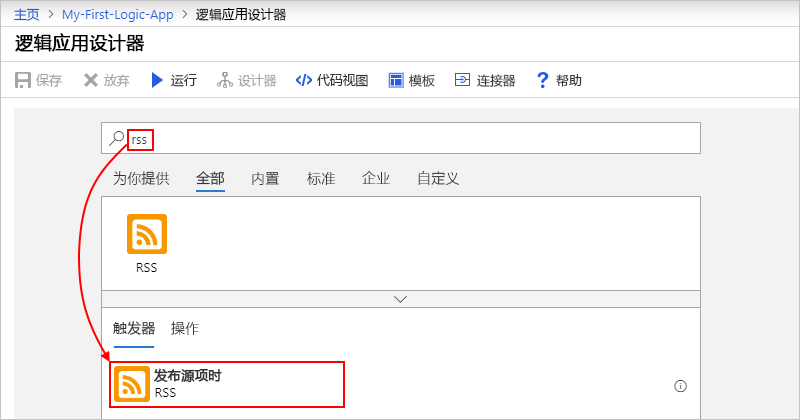 主页 > My-First-Logic-App > 逻辑应用设计器
逻辑应用设计器
保存 放弃 运行 设计器 代码视图 模板 连接器 帮助
rss
为你提供 全部 内置 标准 企业 自定义
RSS
触发器 操作
发布源项时
RSS